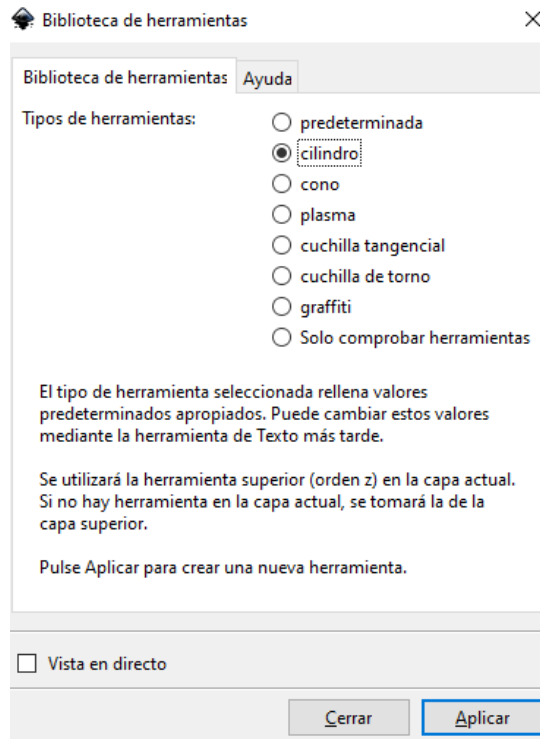 Biblioteca de herramientas
Biblioteca de herramientas Ayuda
Tipos de herramientas:
predeterminada
cilindro
cono
plasma
cuchilla tangencial
cuchilla de torno
graffiti
Solo comprobar herramientas
El tipo de herramienta seleccionada rellena valores
predeterminados apropiados. Puede cambiar estos valores
mediante la herramienta de Texto más tarde.
Se utilizará la herramienta superior (orden z) en la capa actual.
Si no hay herramienta en la capa actual, se tomará la de la
capa superior.
Pulse Aplicar para crear una nueva herramienta.
Vista en directo
Cerrar Aplicar